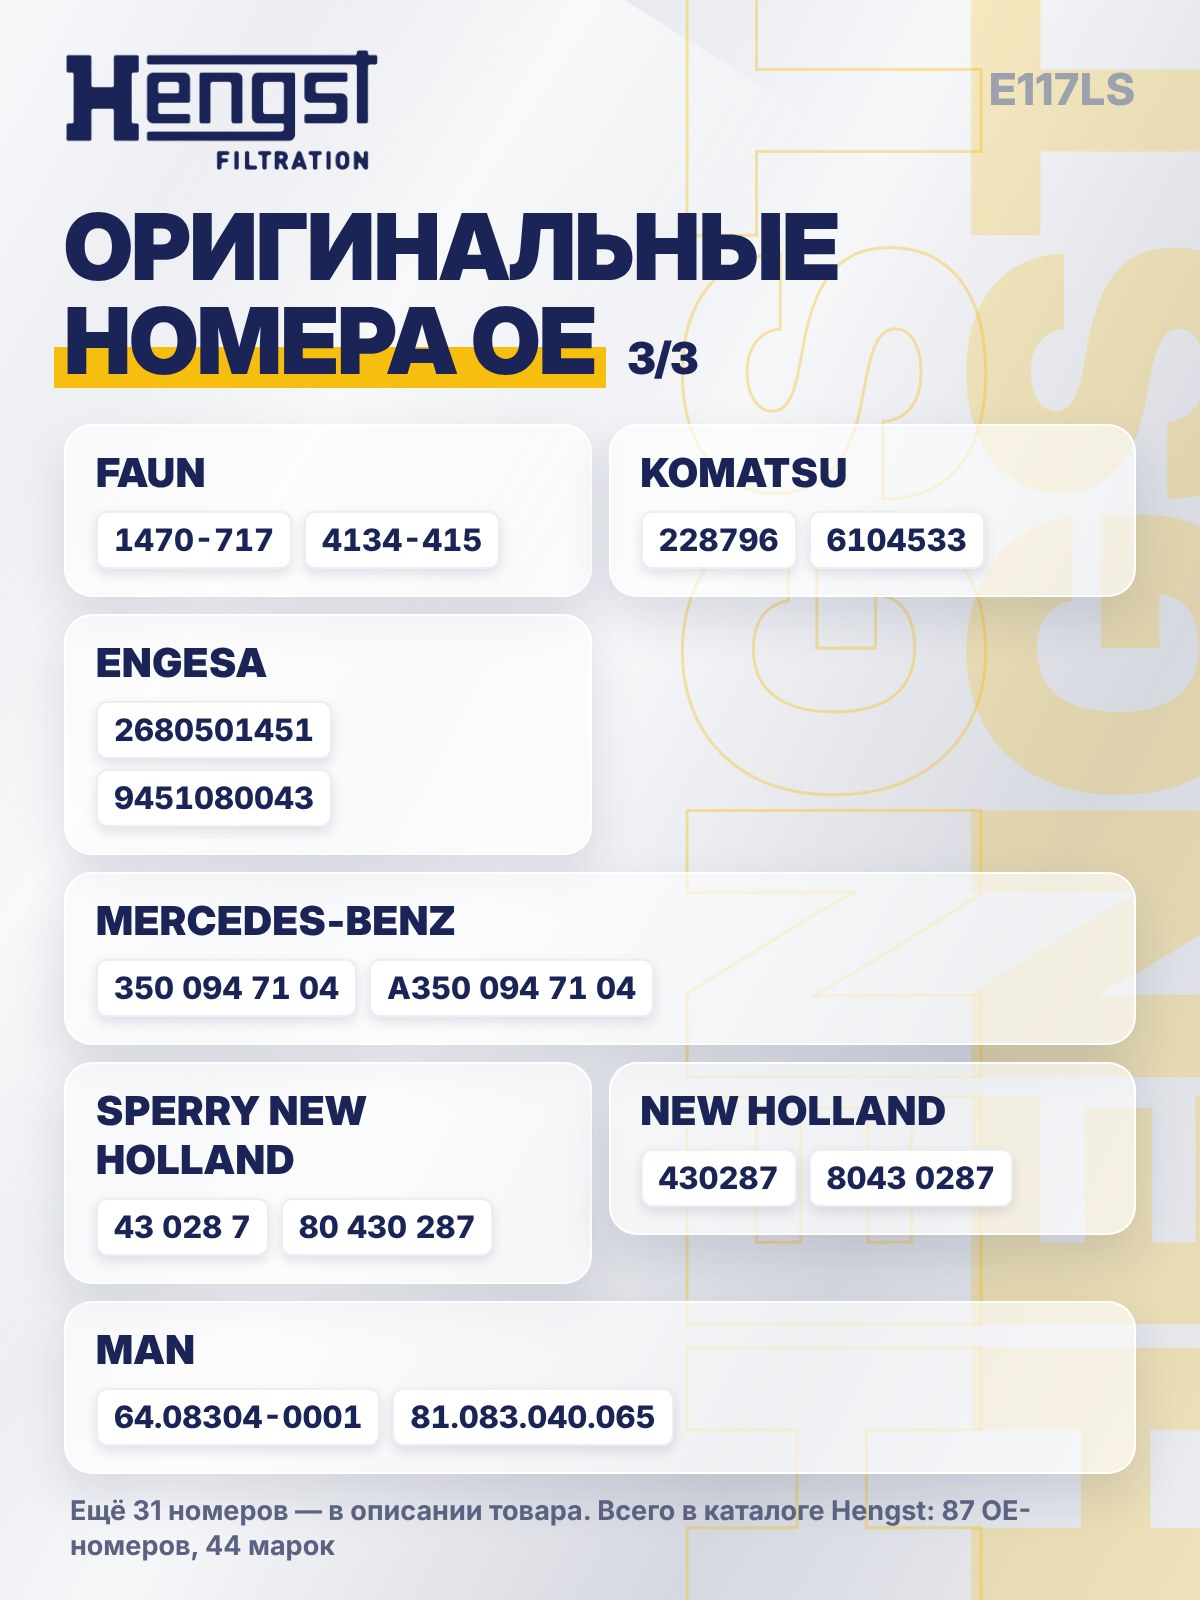 Hengst
FILTRATION
E117LS
ОРИГИНАЛЬНЫЕ
НОМЕРА OE 3/3
FAUN
1470-717 4134-415
KOMATSU
228796 6104533
ENGESA
2680501451
9451080043
MERCEDES-BENZ
350 094 71 04 A350 094 71 04
SPERRY NEW
HOLLAND
43 028 7 80 430 287
NEW HOLLAND
430287 8043 0287
MAN
64.08304-0001 81.083.040.065
Ещё 31 номеров — в описании товара. Всего в каталоге Hengst: 87 OE-
номеров, 44 марок
HENGST
HENGST